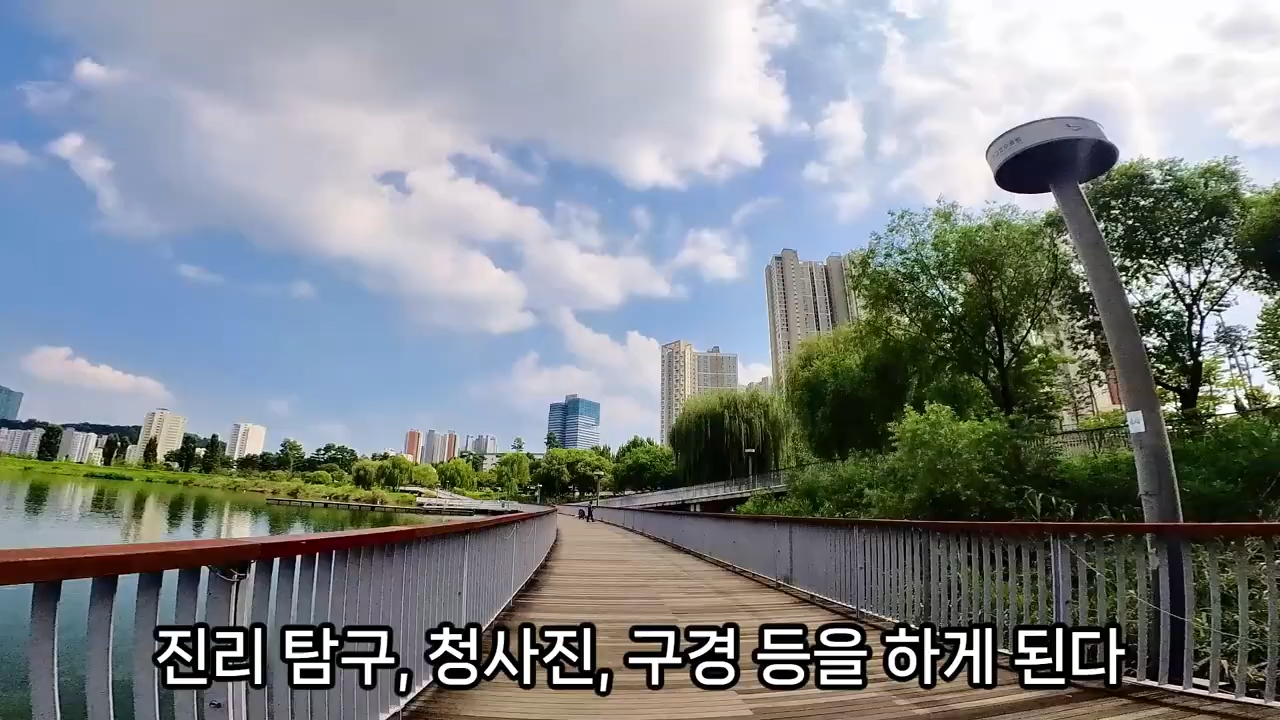 진리 탐구, 청사진, 구경 등을 하게 된다